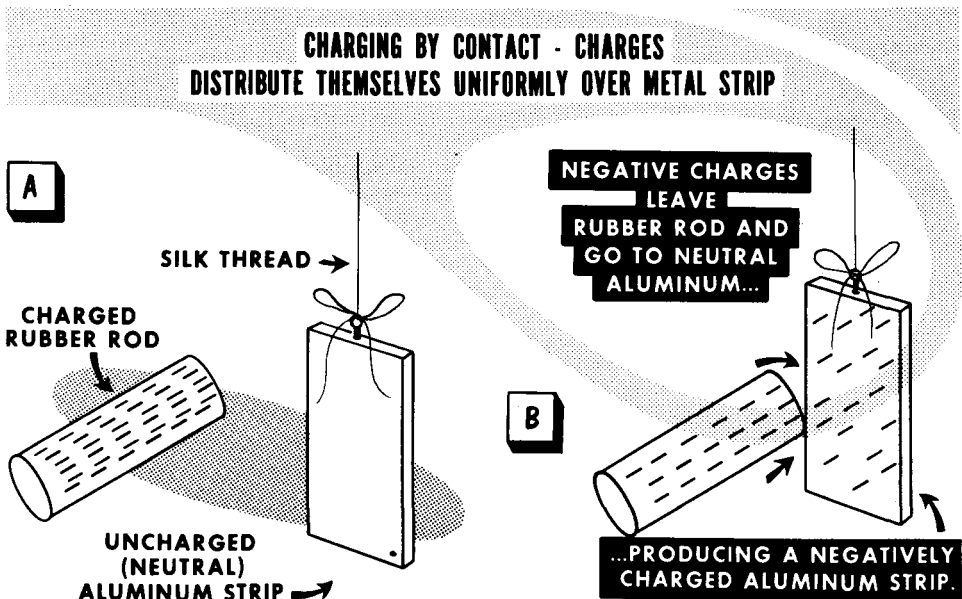 CHARGING BY CONTACT - CHARGES
DISTRIBUTE THEMSELVES UNIFORMLY OVER METAL STRIP
A
SILK THREAD
CHARGED
RUBBER ROD
UNCHARGED
(NEUTRAL)
ALUMINUM STRIP
B
NEGATIVE CHARGES
LEAVE
RUBBER ROD AND
GO TO NEUTRAL
ALUMINUM...
...PRODUCING A NEGATIVELY
CHARGED ALUMINUM STRIP.